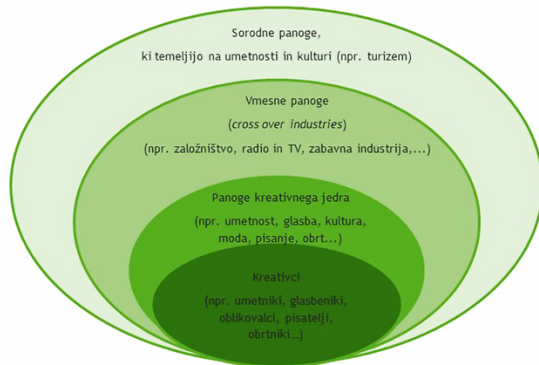 Sorodne panoge,
ki temeljijo na umetnosti in kulturi (npr. turizem)
Vmesne panoge
(cross over industries)
(npr. založništvo, radio in TV, zabavna industrija,...)
Panoge kreativnega jedra
(npr. umetnost, glasba, kultura,
moda, pisanje, obrt...)
Kreativci
(npr. umetniki, glasbeniki,
oblikovalci, pisatelji,
obrtniki...)